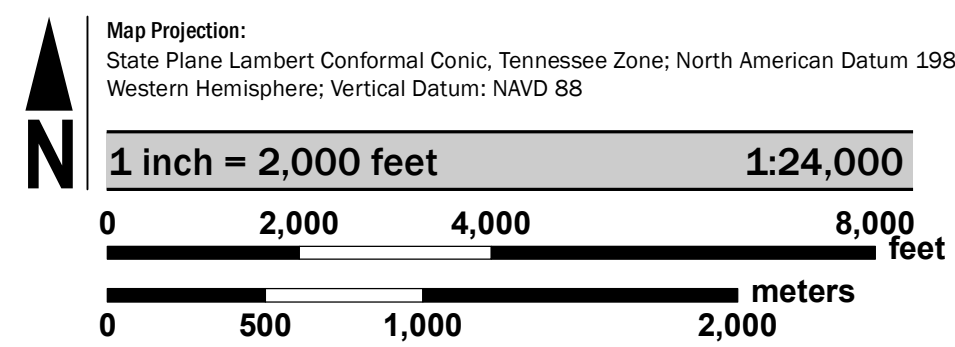 Map Projection:
State Plane Lambert Conformal Conic, Tennessee Zone; North American Datum 198
Western Hemisphere; Vertical Datum: NAVD 88
N
1 inch = 2,000 feet 1:24,000
0 2,000 4,000 8,000
feet
meters
0 500 1,000 2,000